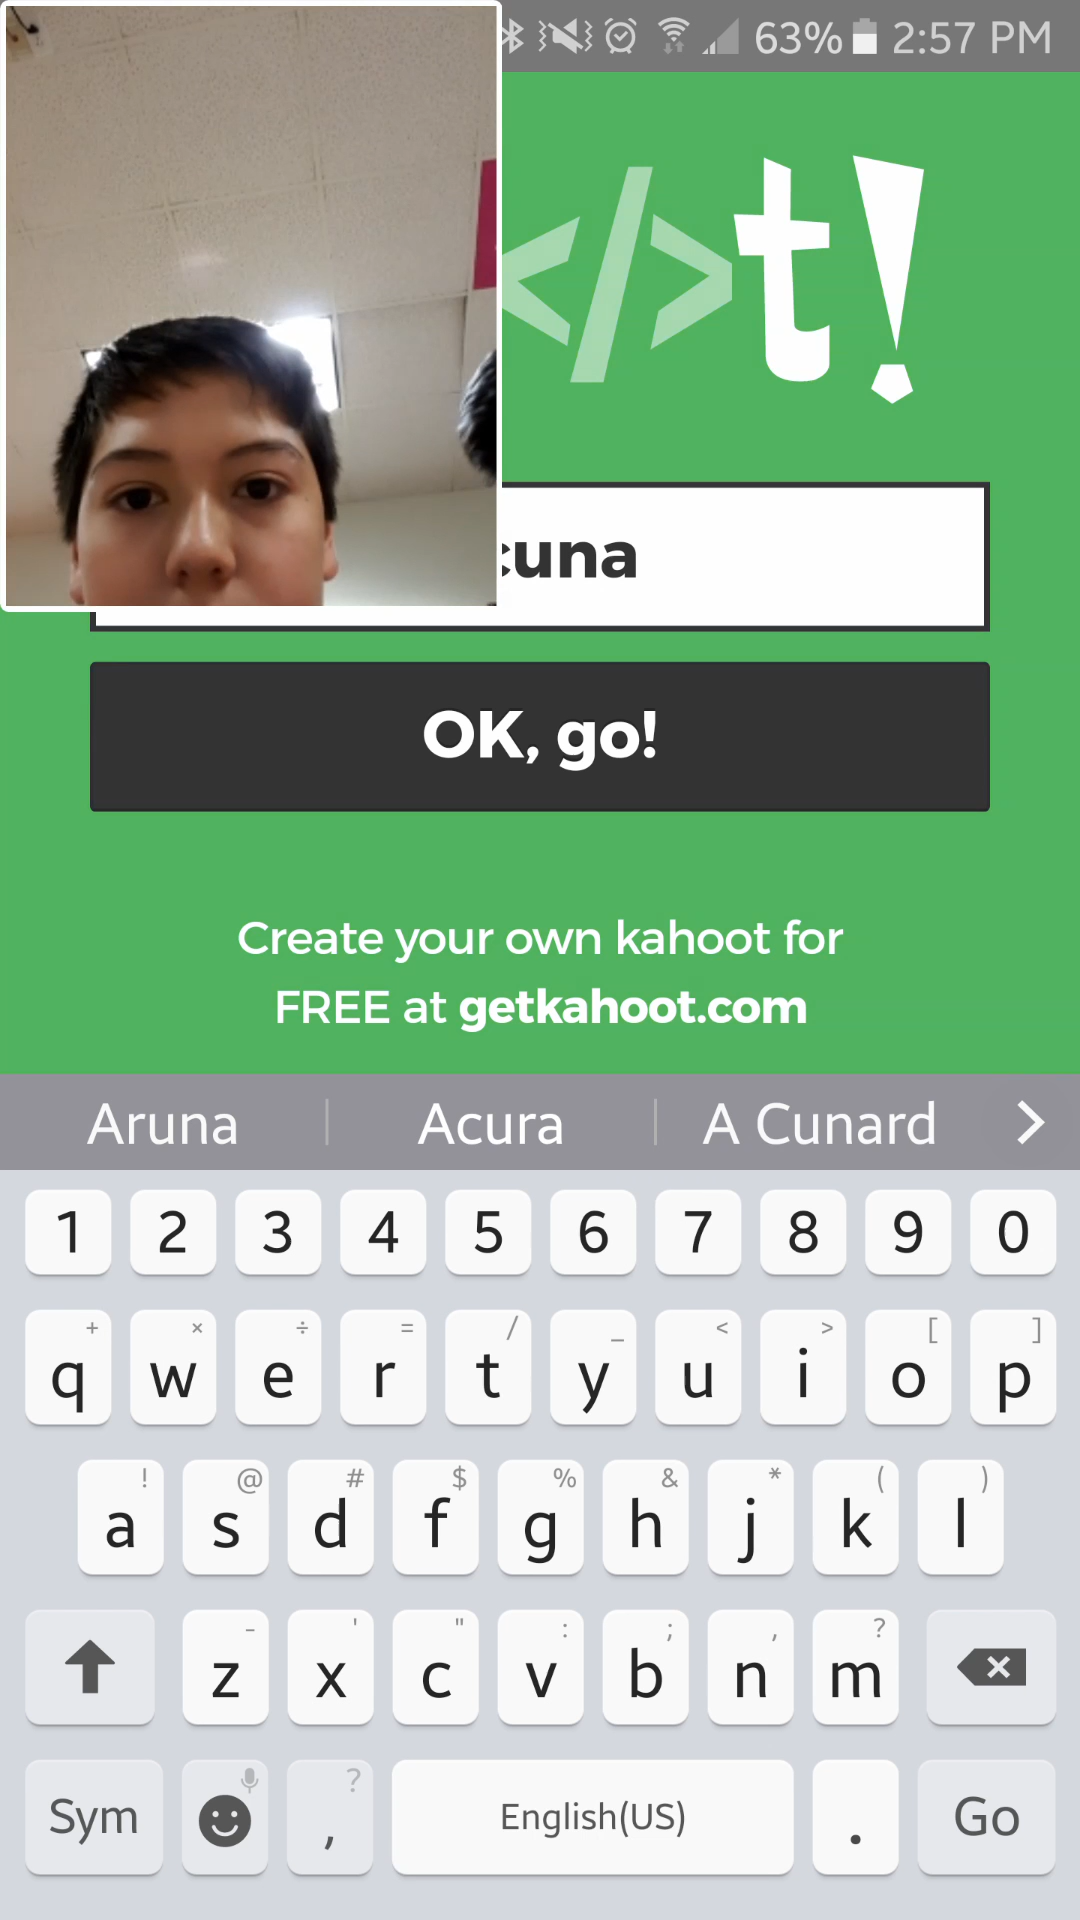 63% 2:57 PM
</>t!
cuna
OK, go!
Create your own kahoot for
FREE at getkahoot.com
Aruna Acura A Cunard >
1 2 3 4 5 6 7 8 9 0
+ × ÷ = / _ < > [ ]
q w e r t y u i o p
! @ # $ % & * ( )
a s d f g h j k l
- ' " : ; , ?
z x c v b n m
?
Sym , English(US) . Go